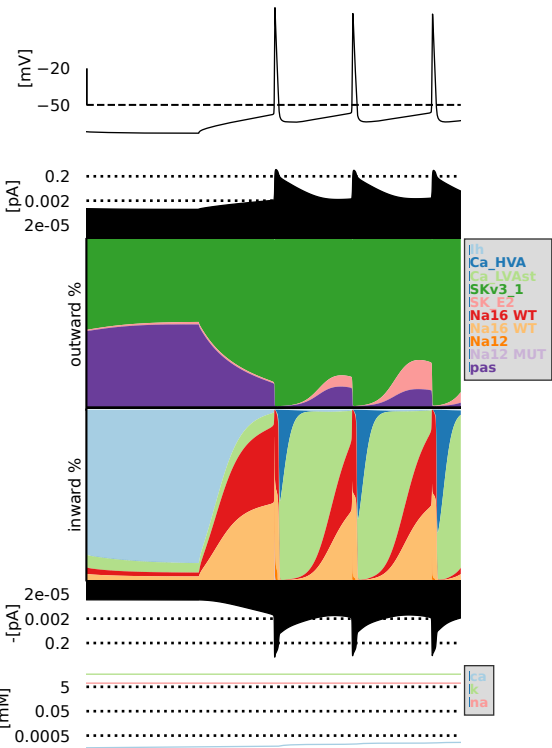 [mV]
−20
−50
[pA]
0.2
0.002
2e-05
outward %
Ih
Ca_HVA
Ca_LVAst
SKv3_1
SK_E2
Na16 WT
Na16 WT
Na12
Na12 MUT
pas
inward %
-[pA]
2e-05
0.002
0.2
[mM]
5
0.05
0.0005
ca
k
na